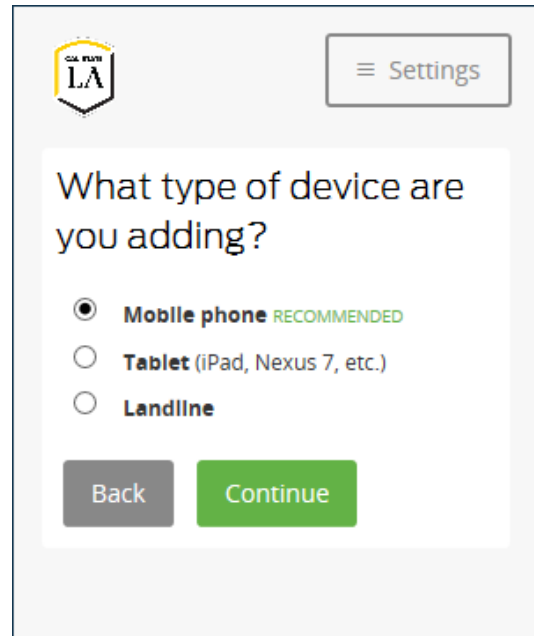 CAL STATE
LA
≡ Settings
What type of device are
you adding?
Mobile phone RECOMMENDED
Tablet (iPad, Nexus 7, etc.)
Landline
Back
Continue